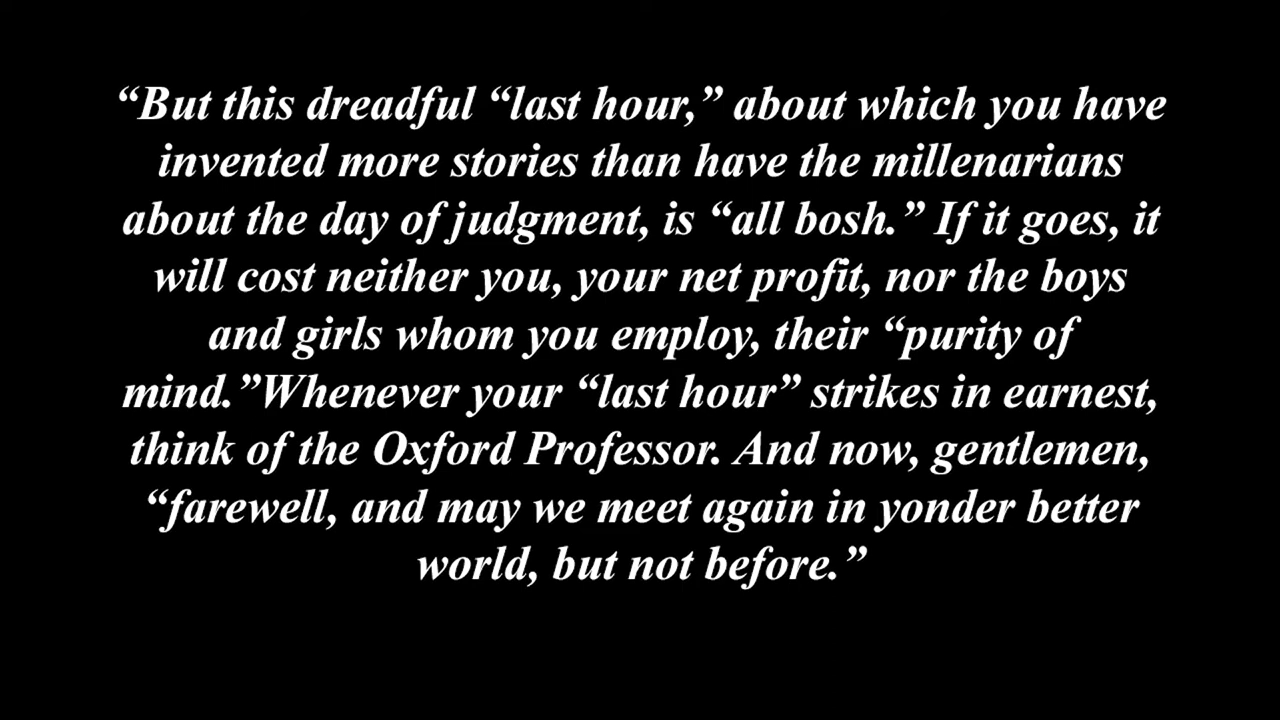 “But this dreadful “last hour,” about which you have
invented more stories than have the millenarians
about the day of judgment, is “all bosh.” If it goes, it
will cost neither you, your net profit, nor the boys
and girls whom you employ, their “purity of
mind.”Whenever your “last hour” strikes in earnest,
think of the Oxford Professor. And now, gentlemen,
“farewell, and may we meet again in yonder better
world, but not before.”